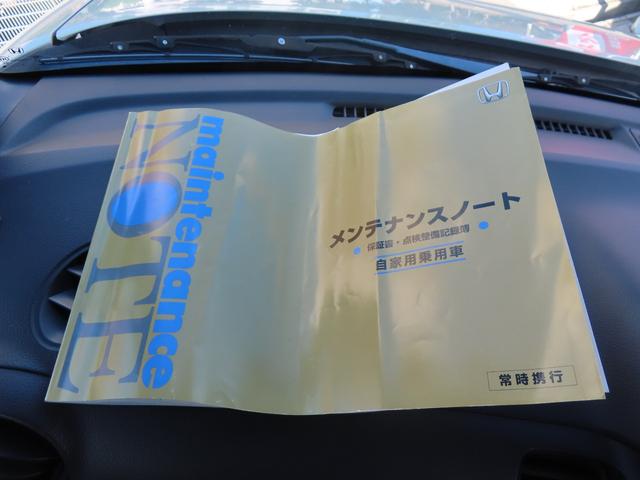 maintenance
NOTE
メンテナンスノート
保証書・点検整備記録簿
自家用乗用車
常時携行